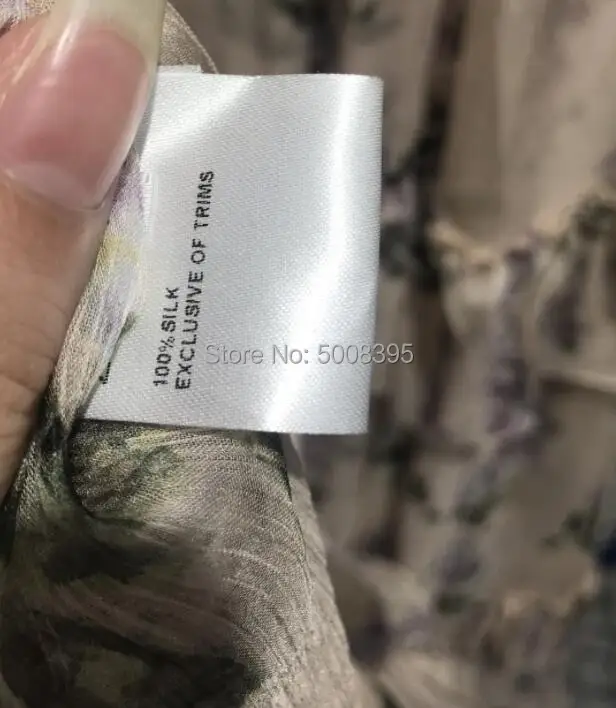 100% SILK
EXCLUSIVE OF TRIMS
Store No: 5008395